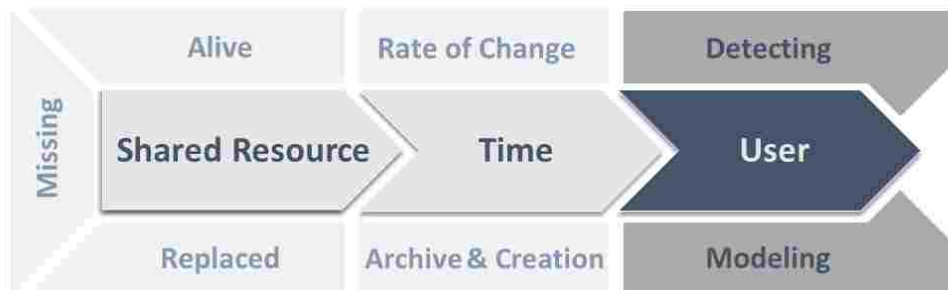 Alive
Rate of Change
Detecting
Missing
Shared Resource
Time
User
Replaced
Archive & Creation
Modeling